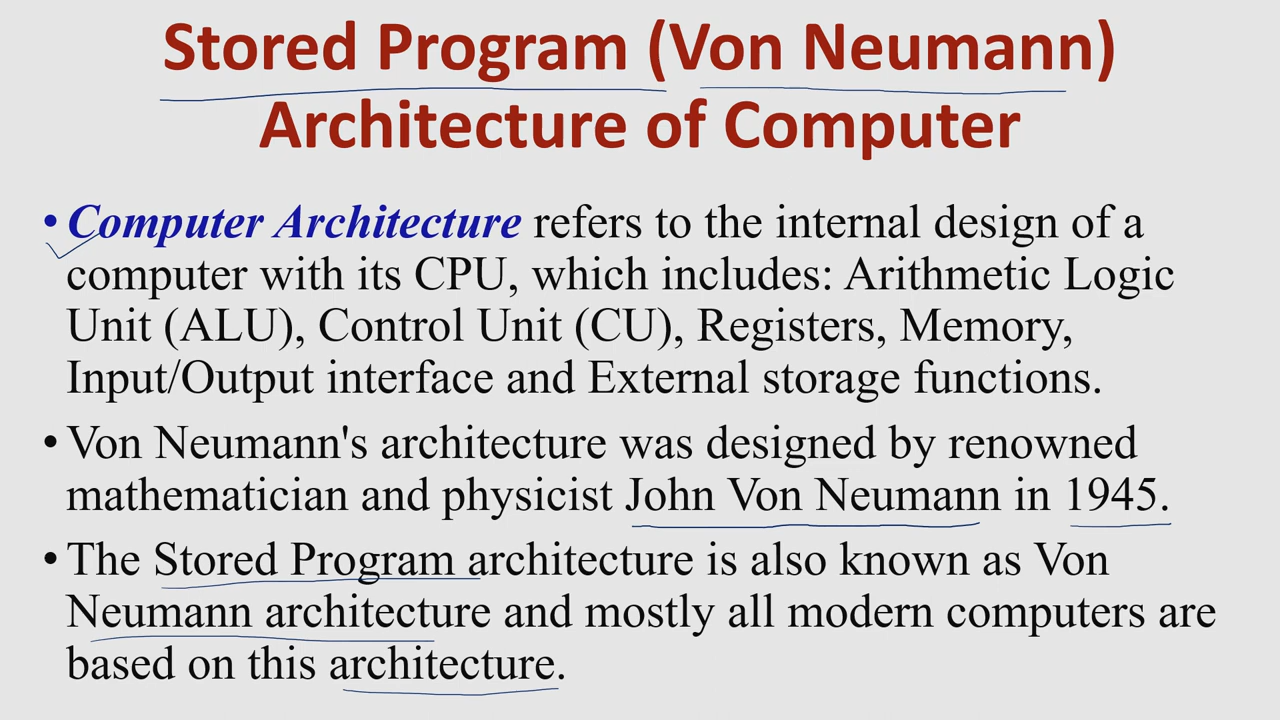 Stored Program (Von Neumann)
Architecture of Computer
• Computer Architecture refers to the internal design of a
computer with its CPU, which includes: Arithmetic Logic
Unit (ALU), Control Unit (CU), Registers, Memory,
Input/Output interface and External storage functions.
• Von Neumann's architecture was designed by renowned
mathematician and physicist John Von Neumann in 1945.
• The Stored Program architecture is also known as Von
Neumann architecture and mostly all modern computers are
based on this architecture.